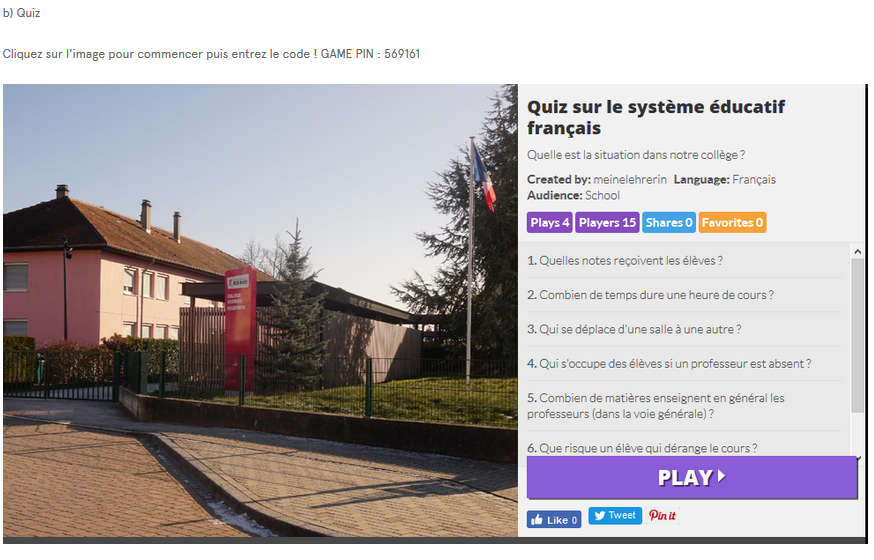 b) Quiz
Cliquez sur l'image pour commencer puis entrez le code ! GAME PIN : 569161
Quiz sur le système éducatif
français
Quelle est la situation dans notre collège ?
Created by: meinelehrerin Language: Français
Audience: School
Plays 4 Players 15 Shares 0 Favorites 0
1. Quelles notes reçoivent les élèves ?
2. Combien de temps dure une heure de cours ?
3. Qui se déplace d'une salle à une autre ?
4. Qui s'occupe des élèves si un professeur est absent ?
5. Combien de matières enseignent en général les
professeurs (dans la voie générale) ?
6. Que risque un élève qui dérange le cours ?
PLAY
Like 0 Tweet Pin it